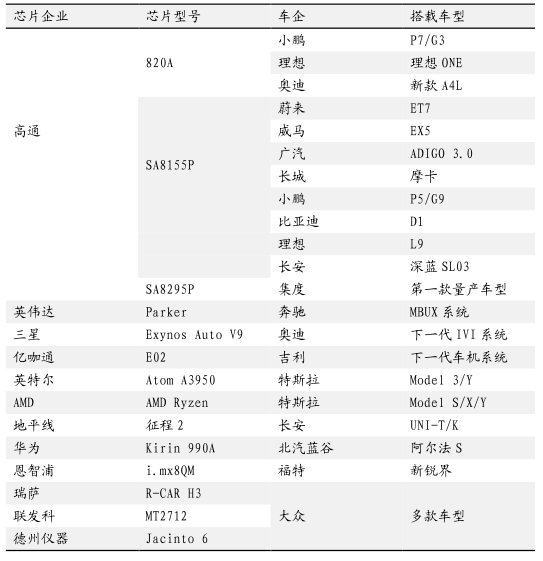 芯片企业 芯片型号 车企 搭载车型
小鹏 P7/G3
820A 理想 理想 ONE
奥迪 新款 A4L
蔚来 ET7
高通 威马 EX5
广汽 ADIGO 3.0
SA8155P 长城 摩卡
小鹏 P5/G9
比亚迪 D1
理想 L9
长安 深蓝 SL03
SA8295P 集度 第一款量产车型
英伟达 Parker 奔驰 MBUX 系统
三星 Exynos Auto V9 奥迪 下一代 IVI 系统
亿咖通 E02 吉利 下一代车机系统
英特尔 Atom A3950 特斯拉 Model 3/Y
AMD AMD Ryzen 特斯拉 Model S/X/Y
地平线 征程 2 长安 UNI-T/K
华为 Kirin 990A 北汽蓝谷 阿尔法 S
恩智浦 i.mx8QM 福特 新锐界
瑞萨 R-CAR H3
联发科 MT2712 大众 多款车型
德州仪器 Jacinto 6